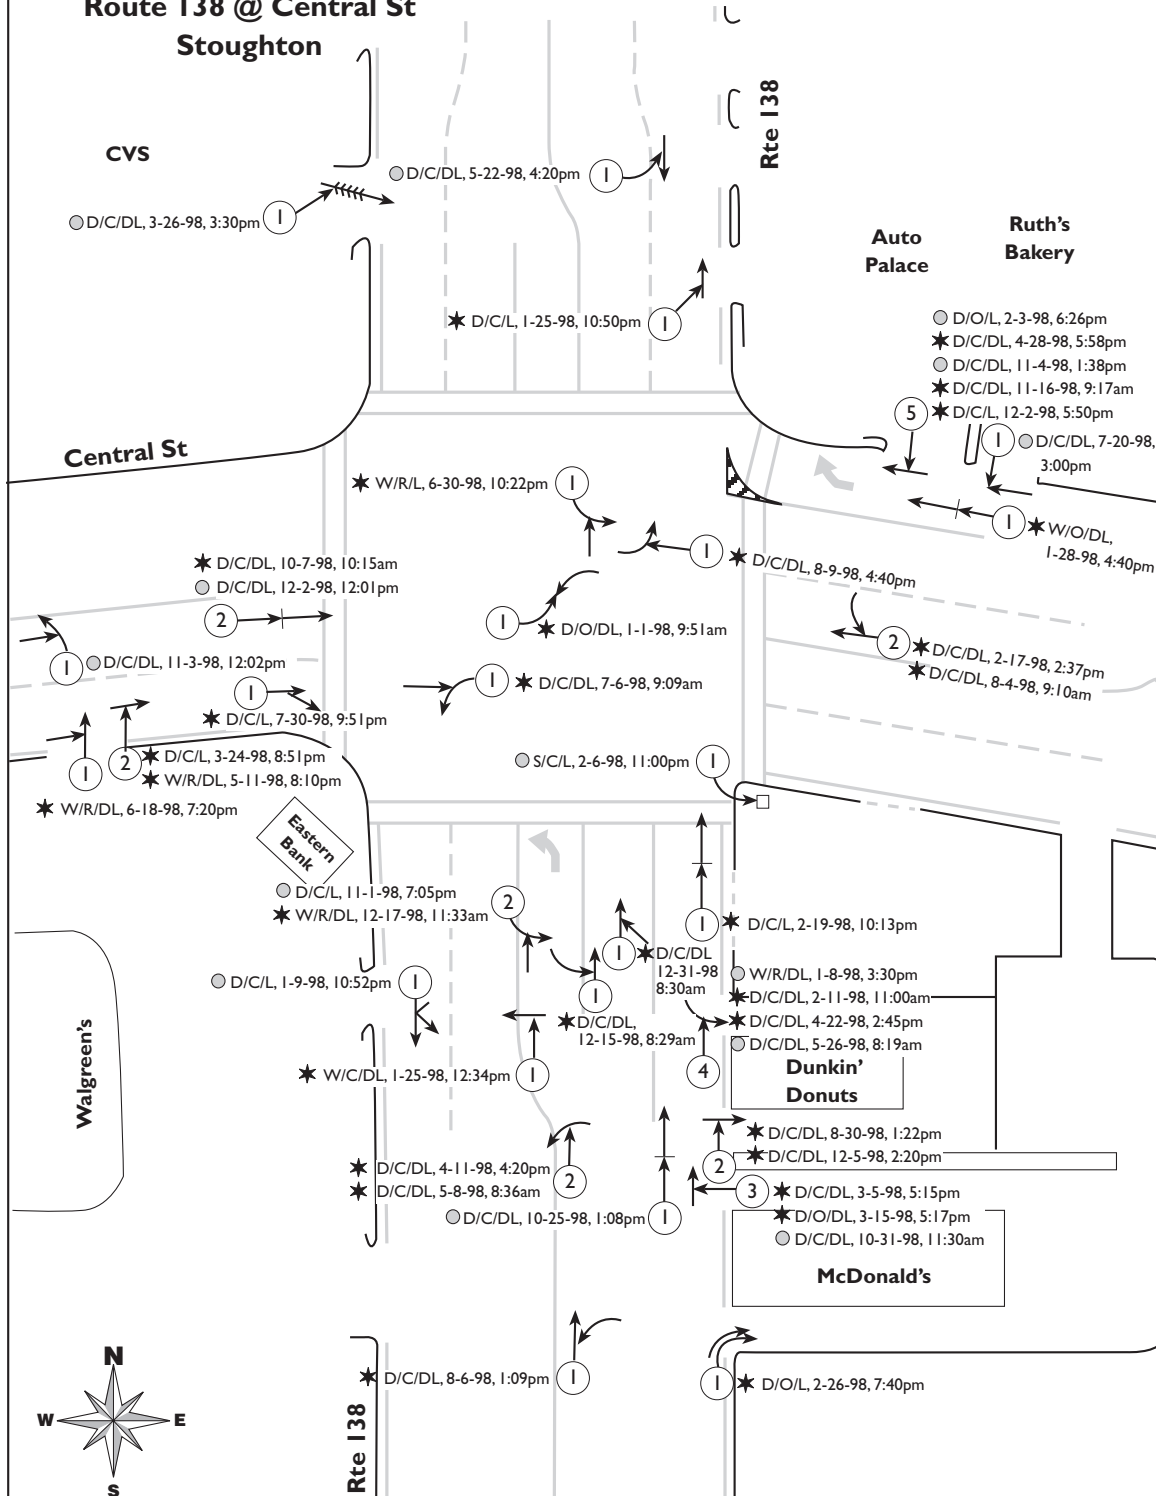 Route 138 @ Central St
Stoughton
Rte 138
CVS
D/C/DL, 5-22-98, 4:20pm
1
D/C/DL, 3-26-98, 3:30pm
1
Auto
Palace
Ruth's
Bakery
D/C/L, 1-25-98, 10:50pm
1
D/O/L, 2-3-98, 6:26pm
D/C/DL, 4-28-98, 5:58pm
D/C/DL, 11-4-98, 1:38pm
D/C/DL, 11-16-98, 9:17am
D/C/L, 12-2-98, 5:50pm
5
1
D/C/DL, 7-20-98,
3:00pm
Central St
W/R/L, 6-30-98, 10:22pm
1
1
W/O/DL,
1-28-98, 4:40pm
1
D/C/DL, 8-9-98, 4:40pm
D/C/DL, 10-7-98, 10:15am
D/C/DL, 12-2-98, 12:01pm
2
1
D/O/DL, 1-1-98, 9:51am
2
D/C/DL, 2-17-98, 2:37pm
D/C/DL, 8-4-98, 9:10am
1
D/C/DL, 11-3-98, 12:02pm
1
D/C/DL, 7-6-98, 9:09am
1
D/C/L, 7-30-98, 9:51pm
1
2
D/C/L, 3-24-98, 8:51pm
W/R/DL, 5-11-98, 8:10pm
W/R/DL, 6-18-98, 7:20pm
S/C/L, 2-6-98, 11:00pm
1
Eastern
Bank
D/C/L, 11-1-98, 7:05pm
W/R/DL, 12-17-98, 11:33am
2
1
D/C/L, 2-19-98, 10:13pm
1
D/C/DL
12-31-98
8:30am
D/C/L, 1-9-98, 10:52pm
1
1
D/C/DL,
12-15-98, 8:29am
W/R/DL, 1-8-98, 3:30pm
D/C/DL, 2-11-98, 11:00am
D/C/DL, 4-22-98, 2:45pm
D/C/DL, 5-26-98, 8:19am
4
Walgreen's
W/C/DL, 1-25-98, 12:34pm
1
Dunkin'
Donuts
D/C/DL, 8-30-98, 1:22pm
D/C/DL, 12-5-98, 2:20pm
2
D/C/DL, 4-11-98, 4:20pm
D/C/DL, 5-8-98, 8:36am
2
3
D/C/DL, 3-5-98, 5:15pm
D/O/DL, 3-15-98, 5:17pm
D/C/DL, 10-31-98, 11:30am
D/C/DL, 10-25-98, 1:08pm
1
McDonald's
D/C/DL, 8-6-98, 1:09pm
1
1
D/O/L, 2-26-98, 7:40pm
Rte 138
N
W
E
S